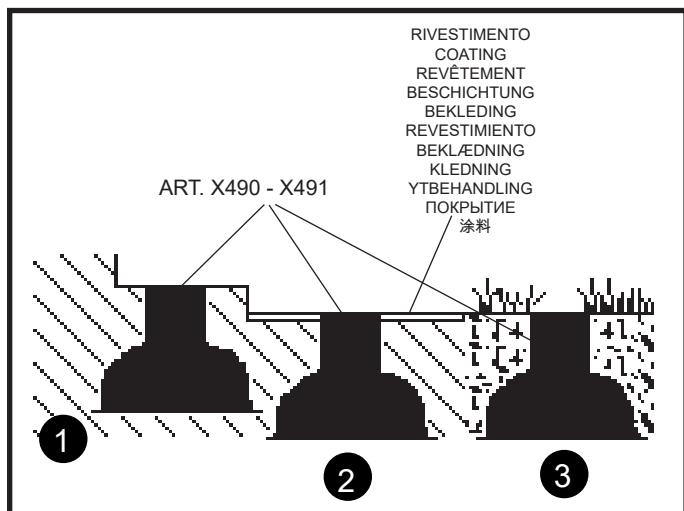 RIVESTIMENTO
COATING
REVÊTEMENT
BESCHICHTUNG
BEKLEDING
REVESTIMIENTO
BEKLÆDNING
KLEDNING
YTBEHANDLING
ПОКРЫТИЕ
涂料
ART. X490 - X491
1
2
3